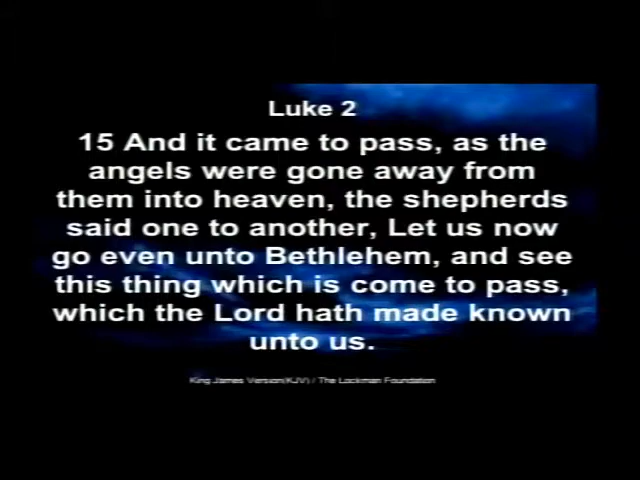 Luke 2
15 And it came to pass, as the
angels were gone away from
them into heaven, the shepherds
said one to another, Let us now
go even unto Bethlehem, and see
this thing which is come to pass,
which the Lord hath made known
unto us.
King James Version(KJV) / The Lockman Foundation